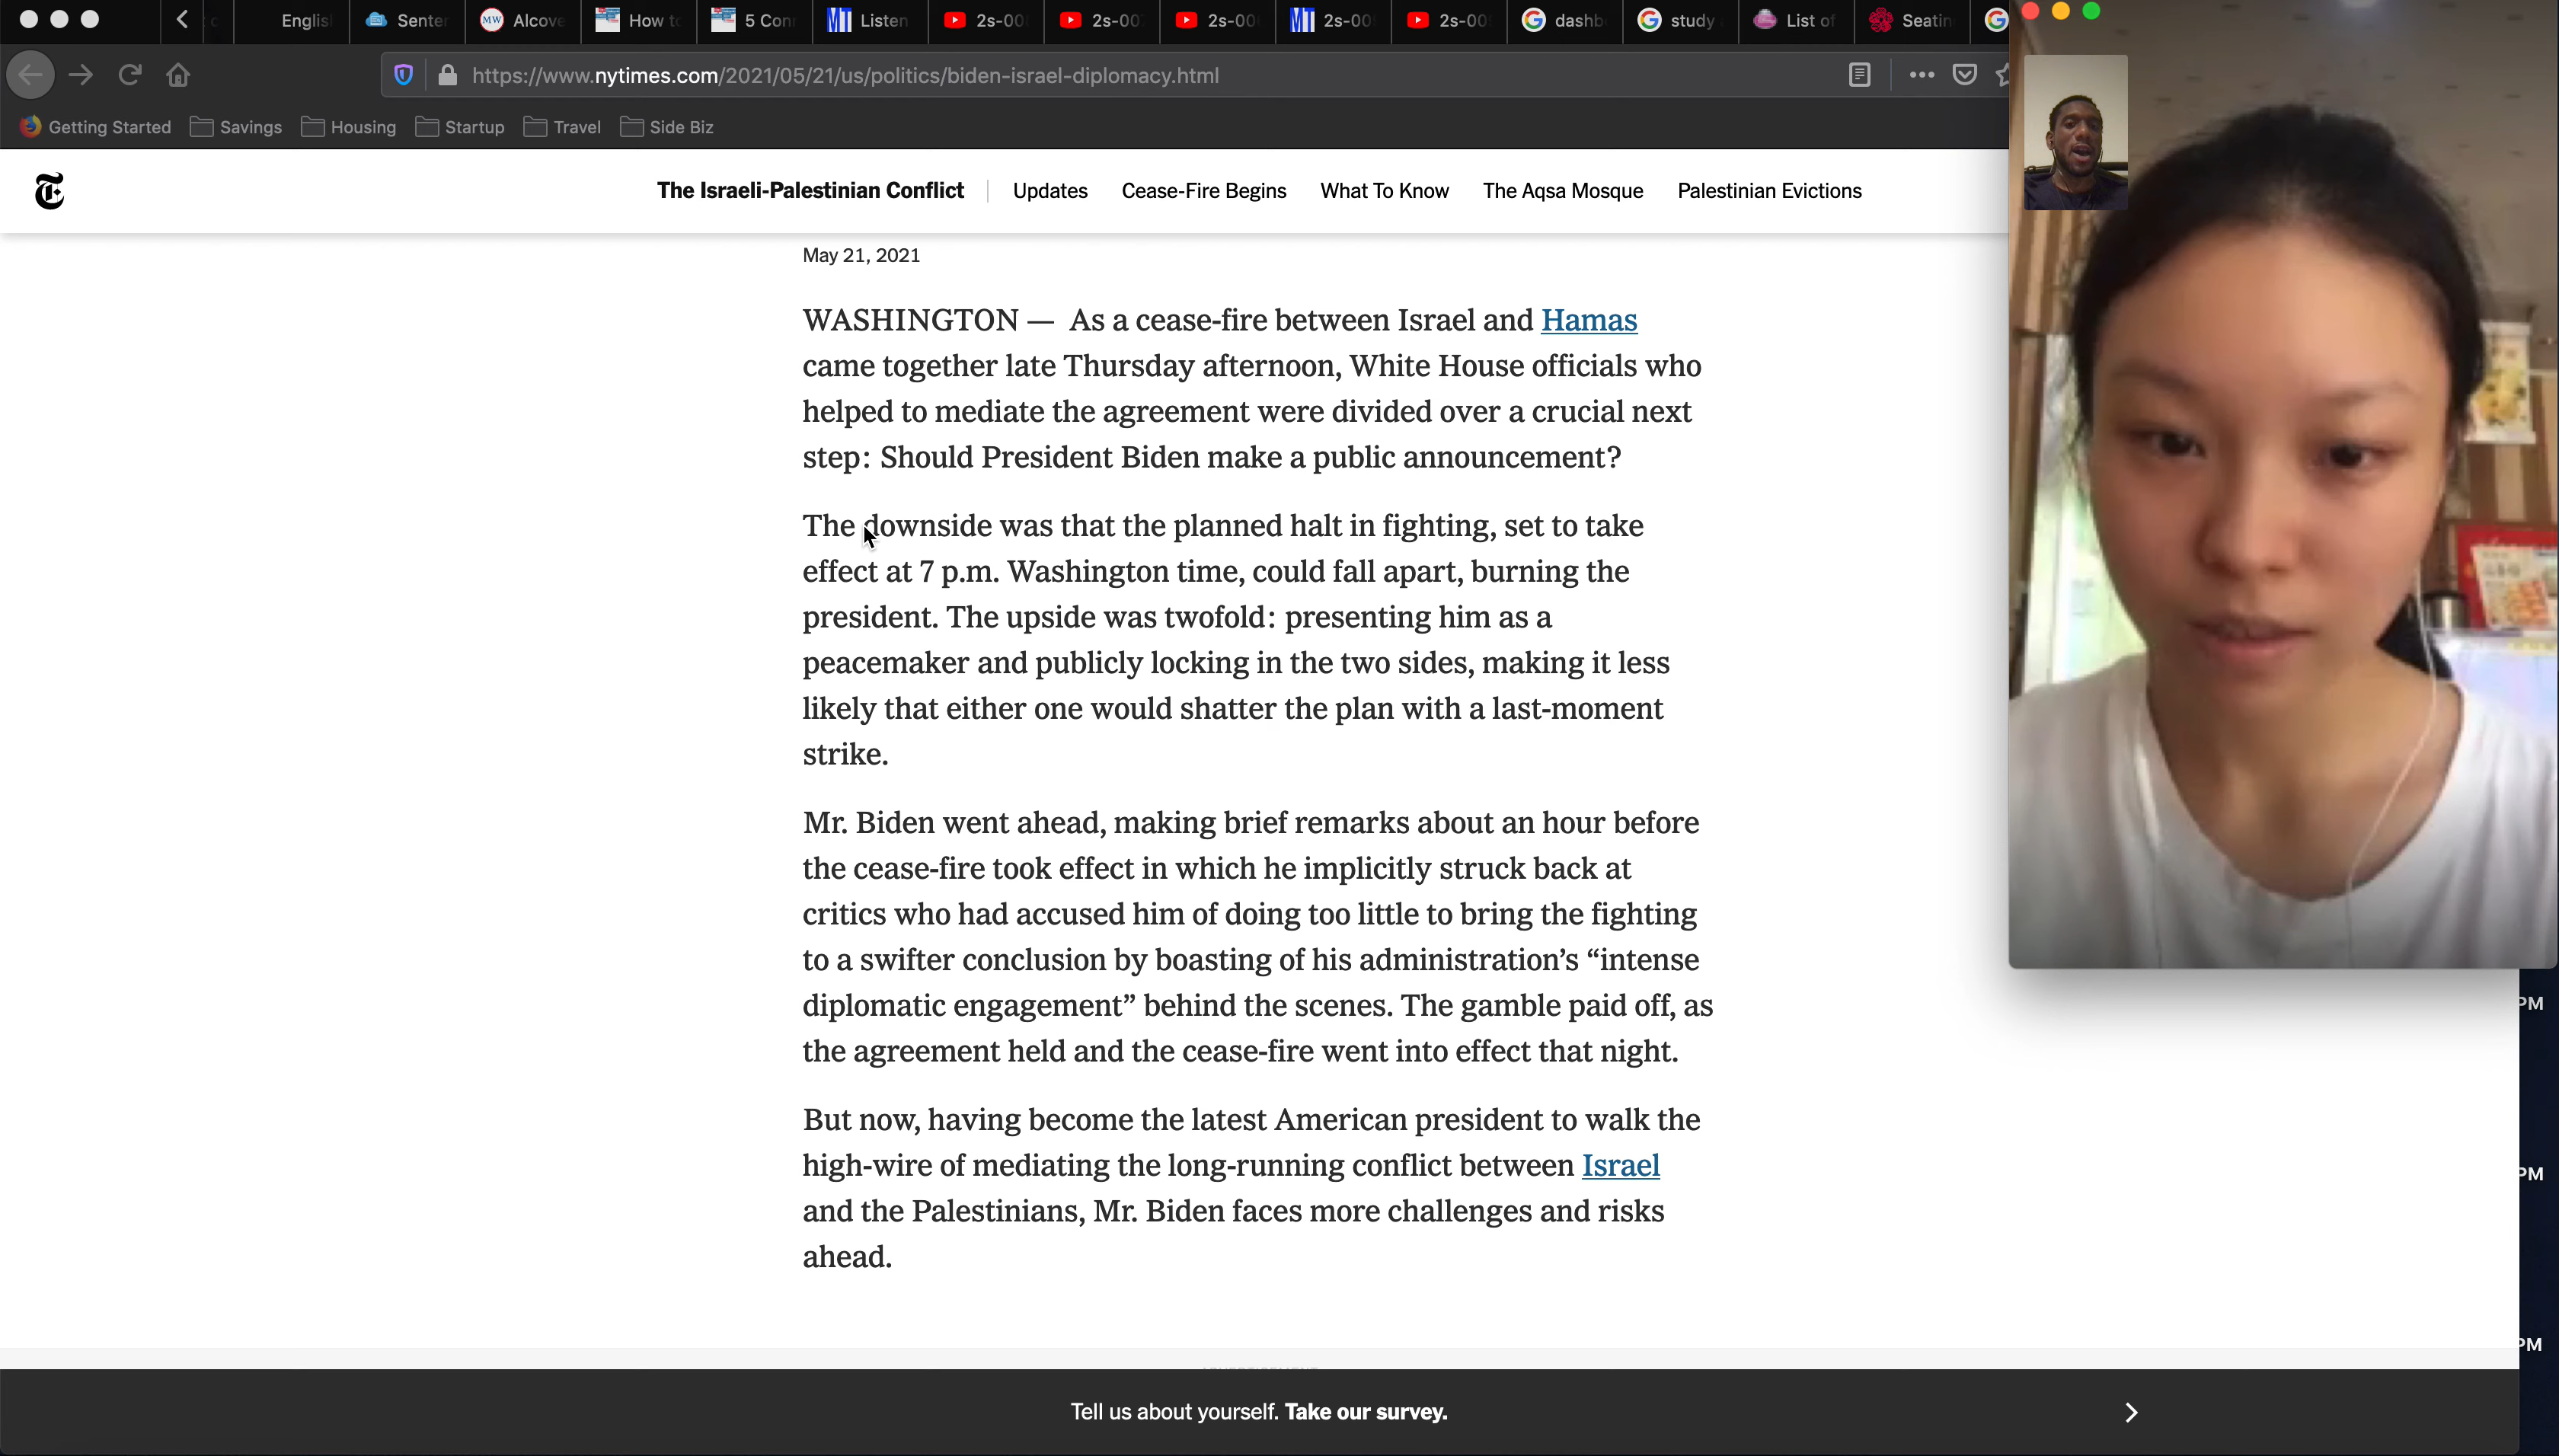 Englis
Senten
Alcove
How to
5 Con
Listen
2s-00
2s-00
2s-00
2s-00
2s-00
dashb
study
List of
Seatin
https://www.nytimes.com/2021/05/21/us/politics/biden-israel-diplomacy.html
Getting Started Savings Housing Startup Travel Side Biz
The Israeli-Palestinian Conflict Updates Cease-Fire Begins What To Know The Aqsa Mosque Palestinian Evictions
May 21, 2021
WASHINGTON — As a cease-fire between Israel and Hamas
came together late Thursday afternoon, White House officials who
helped to mediate the agreement were divided over a crucial next
step: Should President Biden make a public announcement?
The downside was that the planned halt in fighting, set to take
effect at 7 p.m. Washington time, could fall apart, burning the
president. The upside was twofold: presenting him as a
peacemaker and publicly locking in the two sides, making it less
likely that either one would shatter the plan with a last-moment
strike.
Mr. Biden went ahead, making brief remarks about an hour before
the cease-fire took effect in which he implicitly struck back at
critics who had accused him of doing too little to bring the fighting
to a swifter conclusion by boasting of his administration’s “intense
diplomatic engagement” behind the scenes. The gamble paid off, as
the agreement held and the cease-fire went into effect that night.
But now, having become the latest American president to walk the
high-wire of mediating the long-running conflict between Israel
and the Palestinians, Mr. Biden faces more challenges and risks
ahead.
PM
PM
PM
Tell us about yourself. Take our survey.